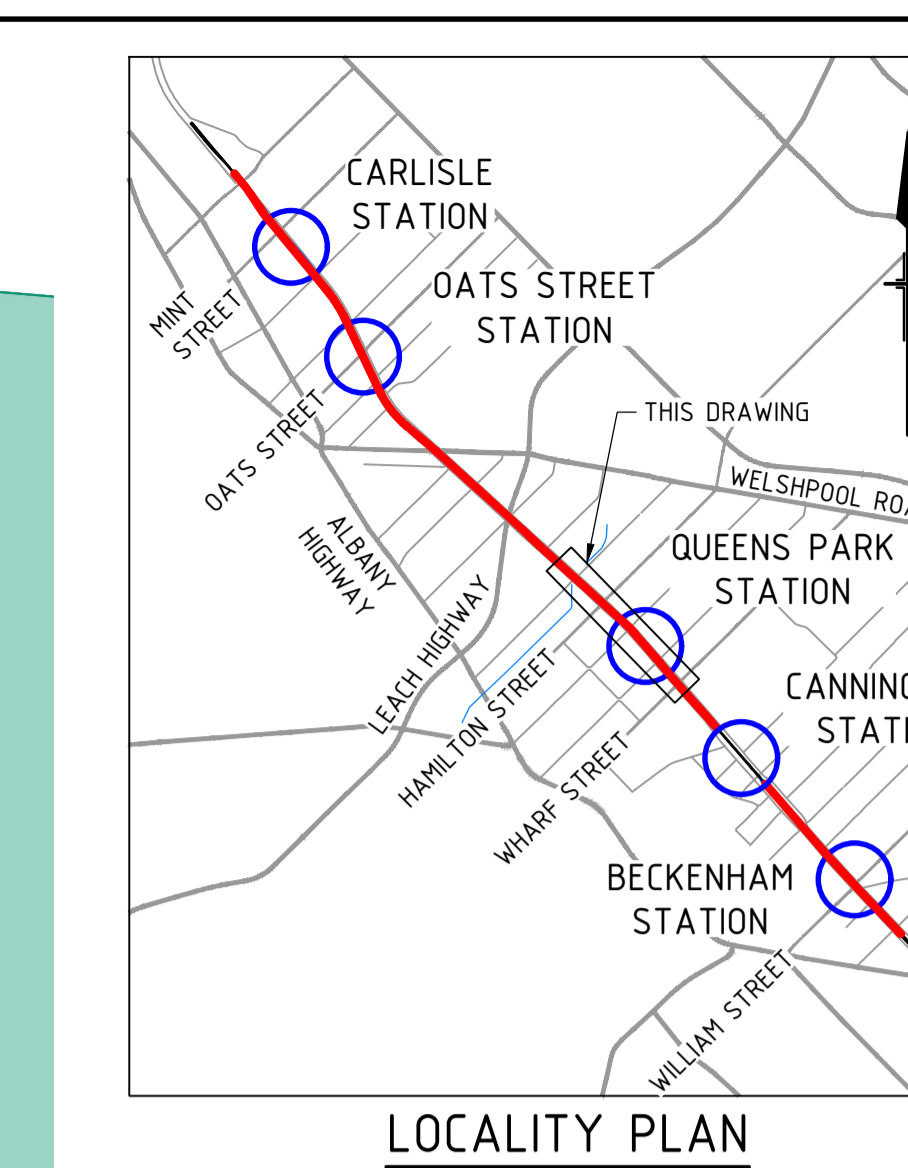 CARLISLE
STATION
OATS STREET
STATION
MINT
STREET
OATS STREET
THIS DRAWING
WELSHPOOL
ALBANY
HIGHWAY
QUEENS PARK
STATION
LEACH HIGHWAY
HAMILTON STREET
WHARF STREET
BECKENHAM
STATION
WILLIAM STREET
LOCALITY PLAN